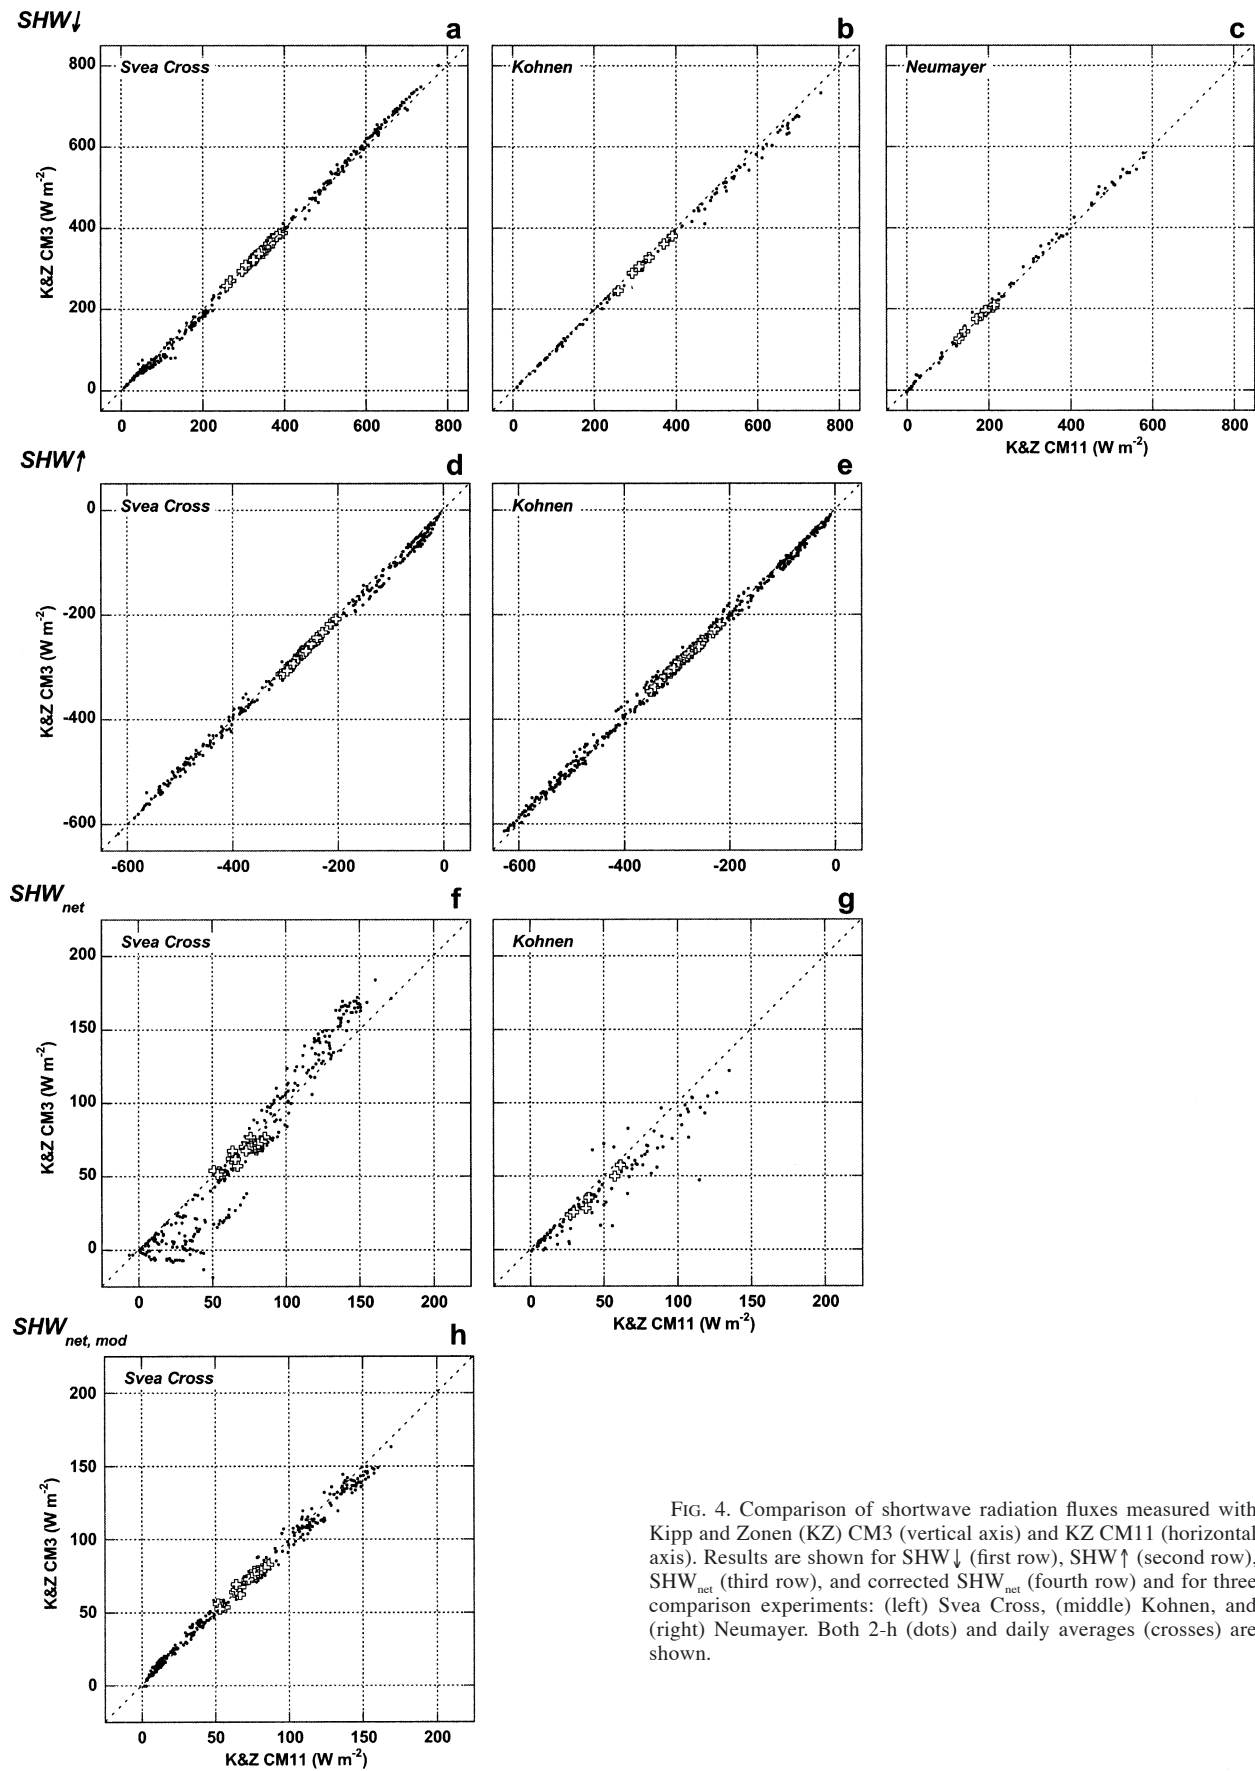 SHW↓
a
b
c
Svea Cross
Kohnen
Neumayer
800
600
400
200
0
K&Z CM3 (W m-2)
0 200 400 600 800
0 200 400 600 800
0 200 400 600 800
K&Z CM11 (W m-2)
SHW↑
d
e
Svea Cross
Kohnen
0
-200
-400
-600
K&Z CM3 (W m-2)
-600 -400 -200 0
-600 -400 -200 0
SHW net
f
g
Svea Cross
Kohnen
200
150
100
50
0
K&Z CM3 (W m-2)
0 50 100 150 200
0 50 100 150 200
K&Z CM11 (W m-2)
SHW net, mod
h
Svea Cross
200
150
100
50
0
K&Z CM3 (W m-2)
0 50 100 150 200
K&Z CM11 (W m-2)
FIG. 4. Comparison of shortwave radiation fluxes measured with
Kipp and Zonen (KZ) CM3 (vertical axis) and KZ CM11 (horizontal
axis). Results are shown for SHW↓ (first row), SHW↑ (second row),
SHWnet (third row), and corrected SHWnet (fourth row) and for three
comparison experiments: (left) Svea Cross, (middle) Kohnen, and
(right) Neumayer. Both 2-h (dots) and daily averages (crosses) are
shown.